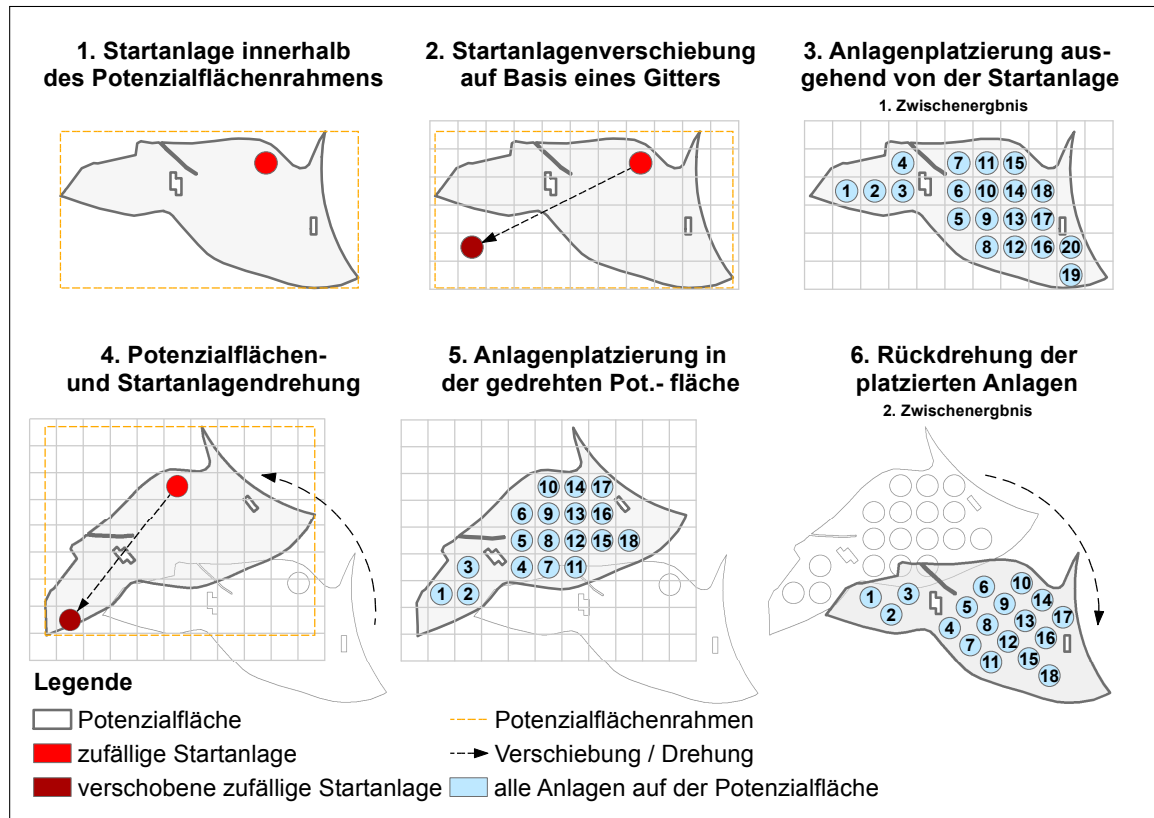 1. Startanlage innerhalb
des Potenzialflächenrahmens
2. Startanlagenverschiebung
auf Basis eines Gitters
3. Anlagenplatzierung aus-
gehend von der Startanlage
1. Zwischenergbnis
4 7 11 15
1 2 3 6 10 14 18
5 9 13 17
8 12 16 20
19
4. Potenzialflächen-
und Startanlagendrehung
5. Anlagenplatzierung in
der gedrehten Pot.- fläche
10 14 17
6 9 13 16
5 8 12 15 18
3 4 7 11
1 2
6. Rückdrehung der
platzierten Anlagen
2. Zwischenergbnis
1 3 6 10
2 5 9 14
4 8 13 17
7 12 16
11 15
18
Legende
Potenzialfläche
zufällige Startanlage
verschobene zufällige Startanlage
Potenzialflächenrahmen
Verschiebung / Drehung
alle Anlagen auf der Potenzialfläche